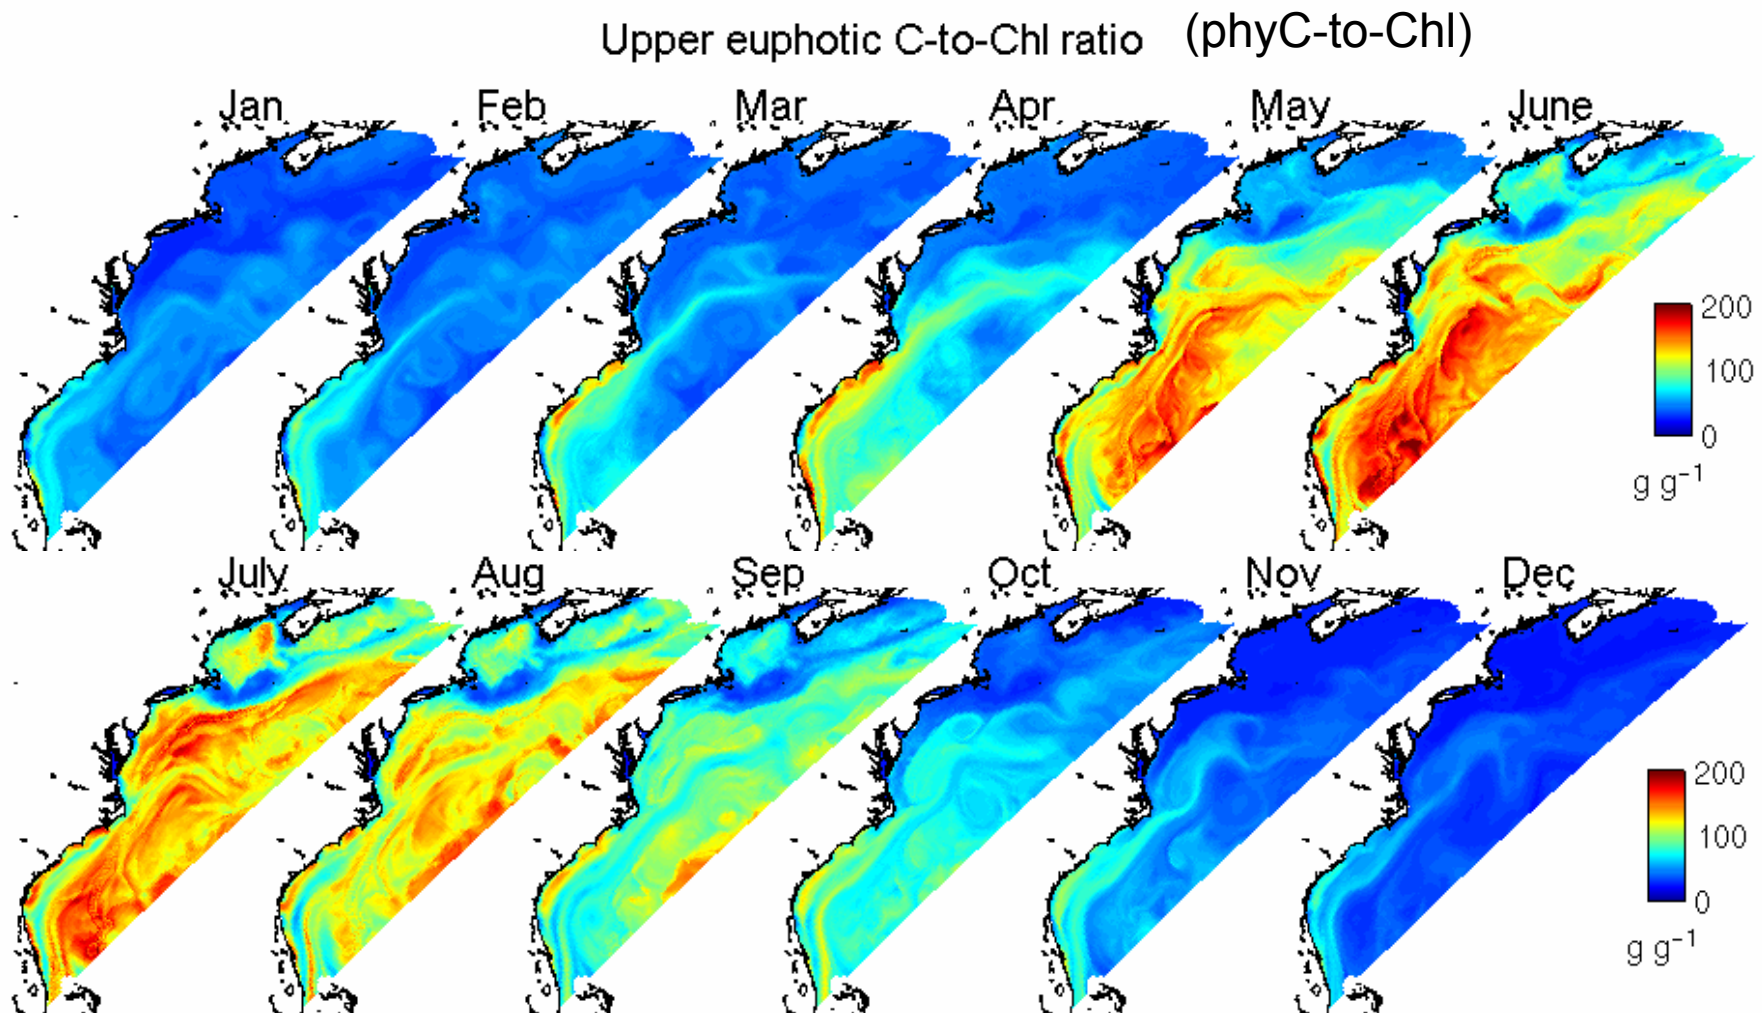 Upper euphotic C-to-Chl ratio (phyC-to-Chl)
Jan Feb Mar Apr May June
200
100
0
g g⁻¹
July Aug Sep Oct Nov Dec
200
100
0
g g⁻¹